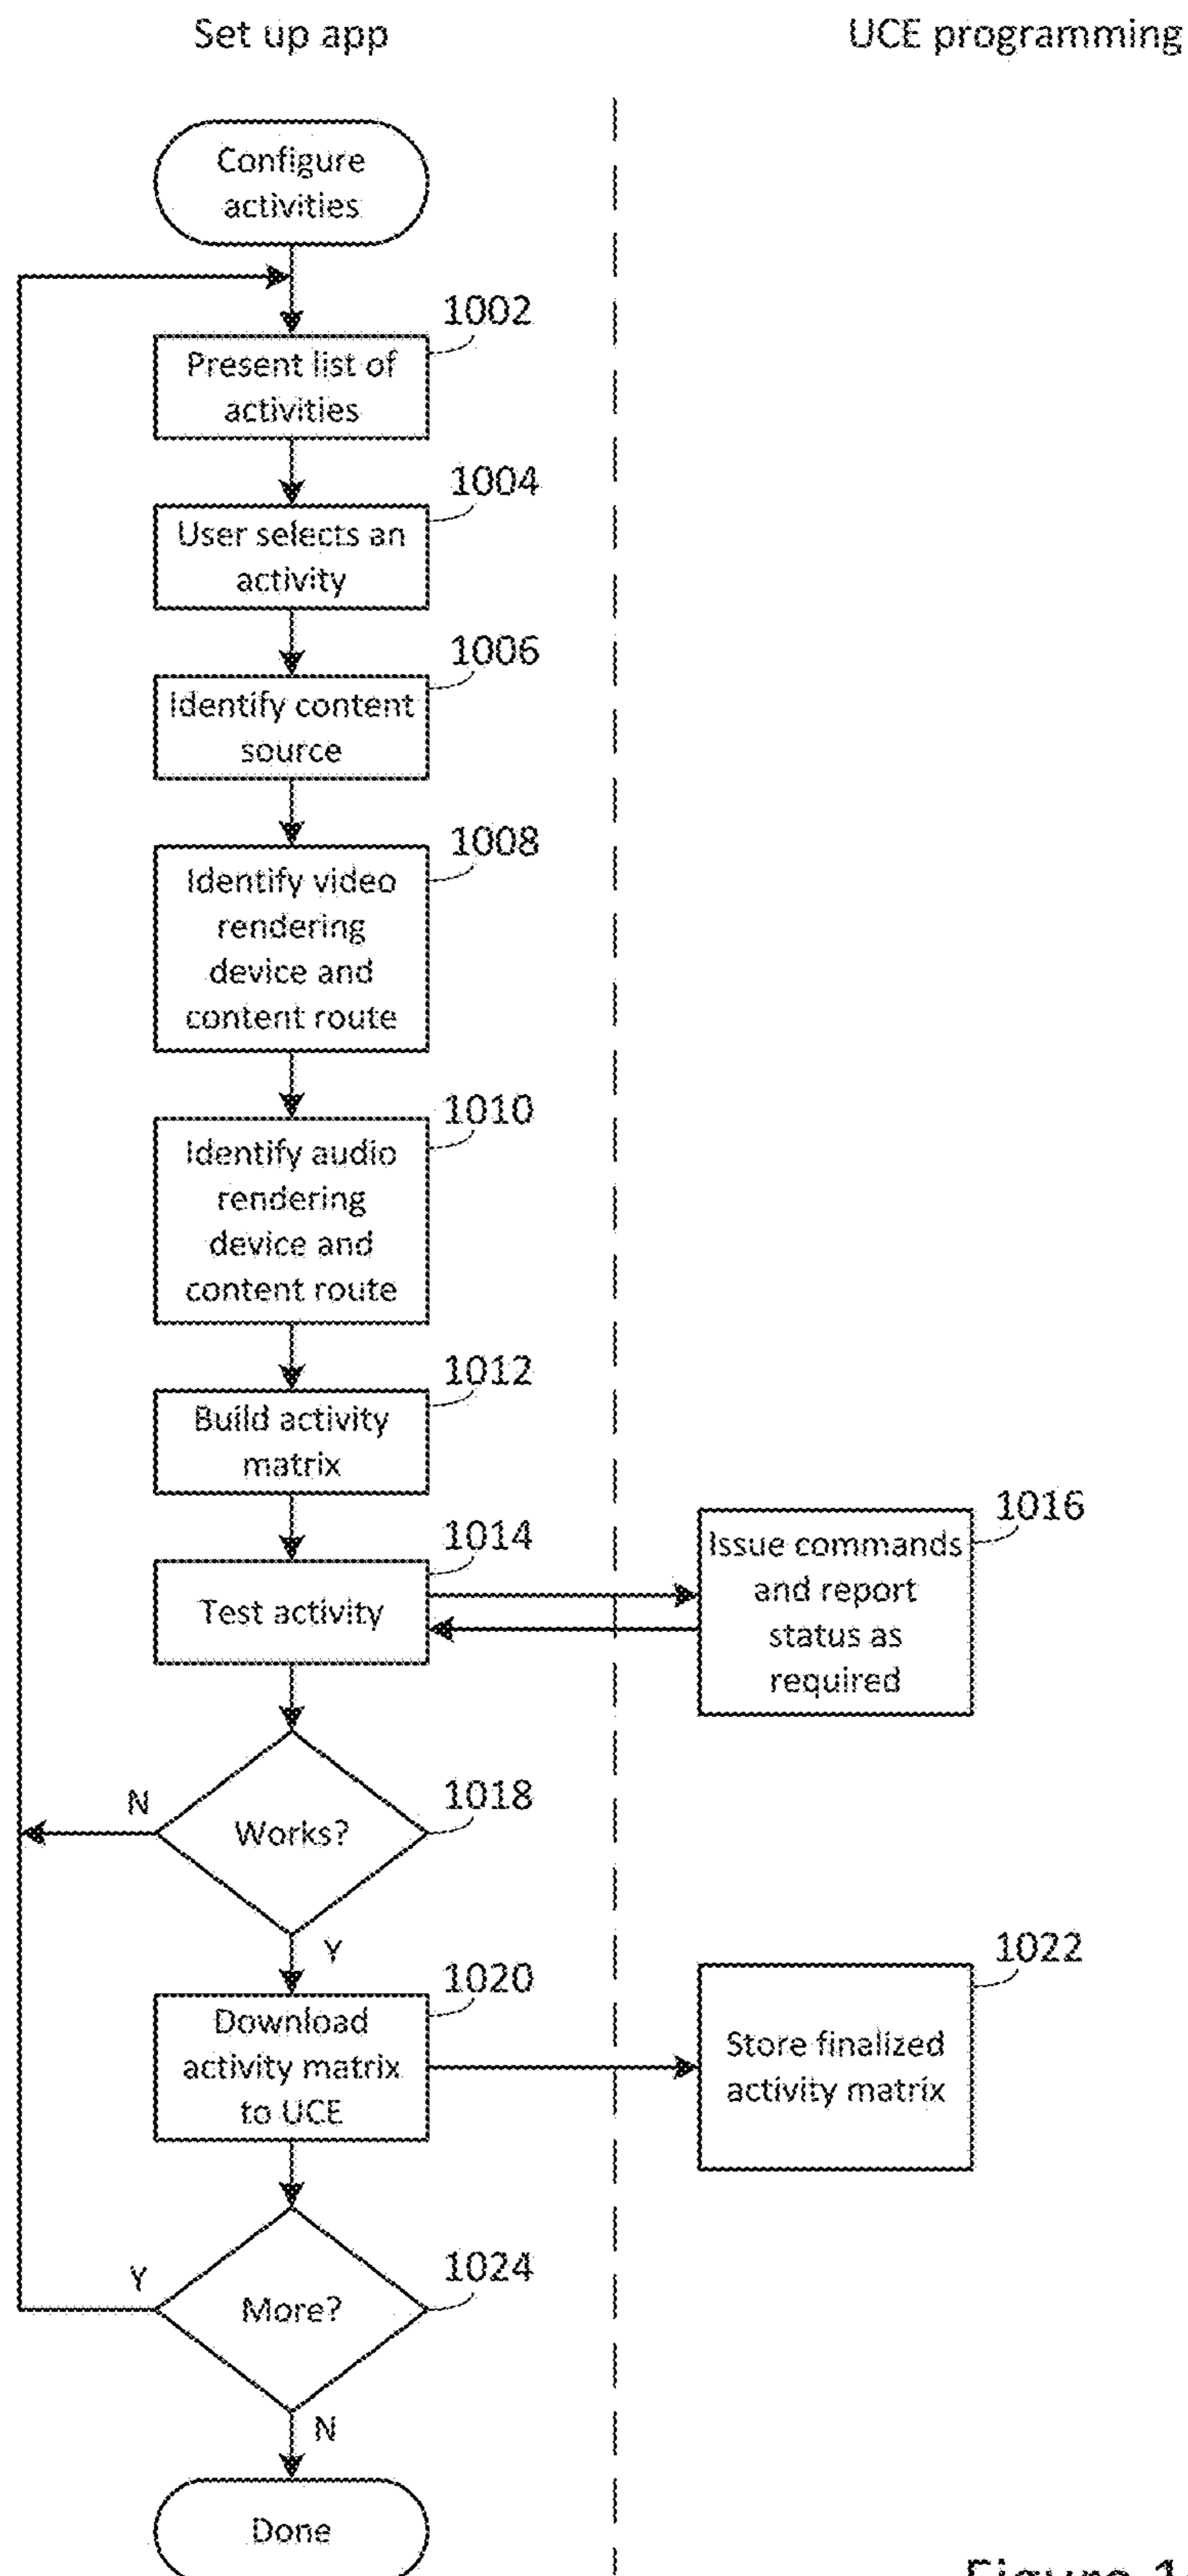 Set up app
UCE programming
Configure
activities
1002
Present list of
activities
1004
User selects an
activity
1006
Identify content
source
1008
Identify video
rendering
device and
content route
1010
Identify audio
rendering
device and
content route
1012
Build activity
matrix
1014
Test activity
1016
Issue commands
and report
status as
required
1018
Works?
N
Y
1020
Download
activity matrix
to UCE
1022
Store finalized
activity matrix
1024
More?
Y
N
Done
Figure